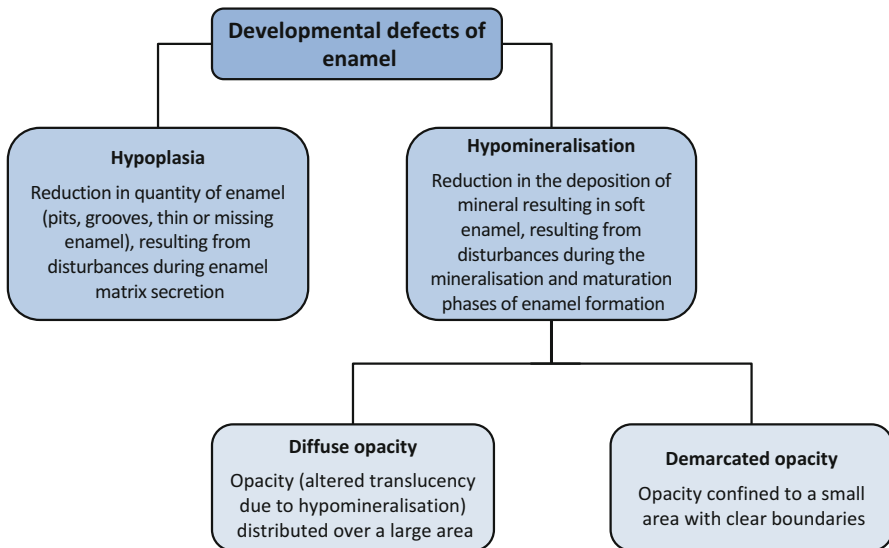 Developmental defects of
enamel
Hypoplasia
Reduction in quantity of enamel
(pits, grooves, thin or missing
enamel), resulting from
disturbances during enamel
matrix secretion
Hypomineralisation
Reduction in the deposition of
mineral resulting in soft
enamel, resulting from
disturbances during the
mineralisation and maturation
phases of enamel formation
Diffuse opacity
Opacity (altered translucency
due to hypomineralisation)
distributed over a large area
Demarcated opacity
Opacity confined to a small
area with clear boundaries